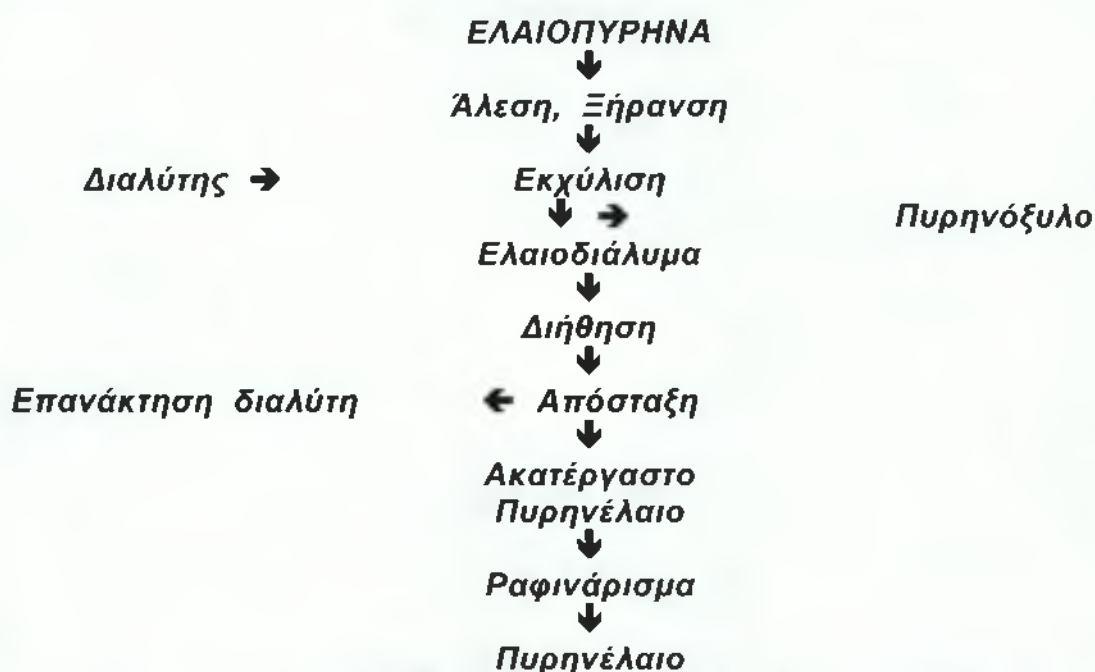 ΕΛΑΙΟΠΥΡΗΝΑ
Άλεση, Ξήρανση
Διαλύτης → Εκχύλιση
Πυρηνόξυλο
Ελαιοδιάλυμα
Διήθηση
Επανάκτηση διαλύτη ← Απόσταξη
Ακατέργαστο
Πυρηνέλαιο
Ραφινάρισμα
Πυρηνέλαιο